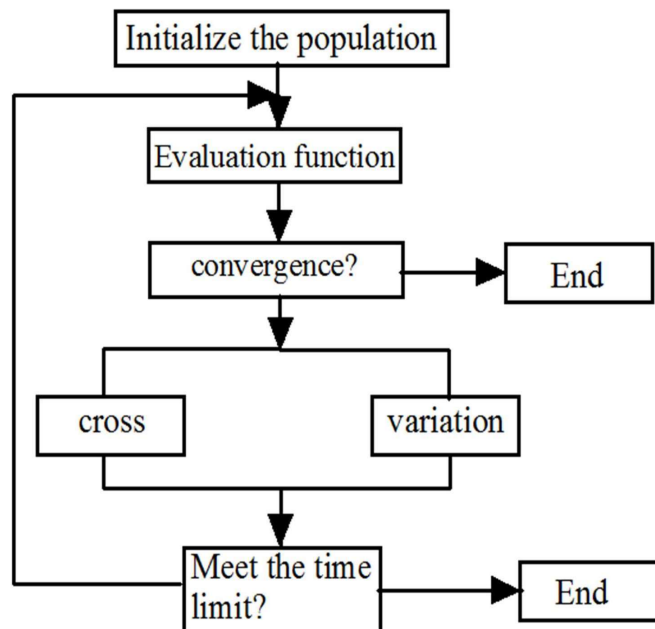 Initialize the population
Evaluation function
convergence?
End
cross
variation
Meet the time
limit?
End